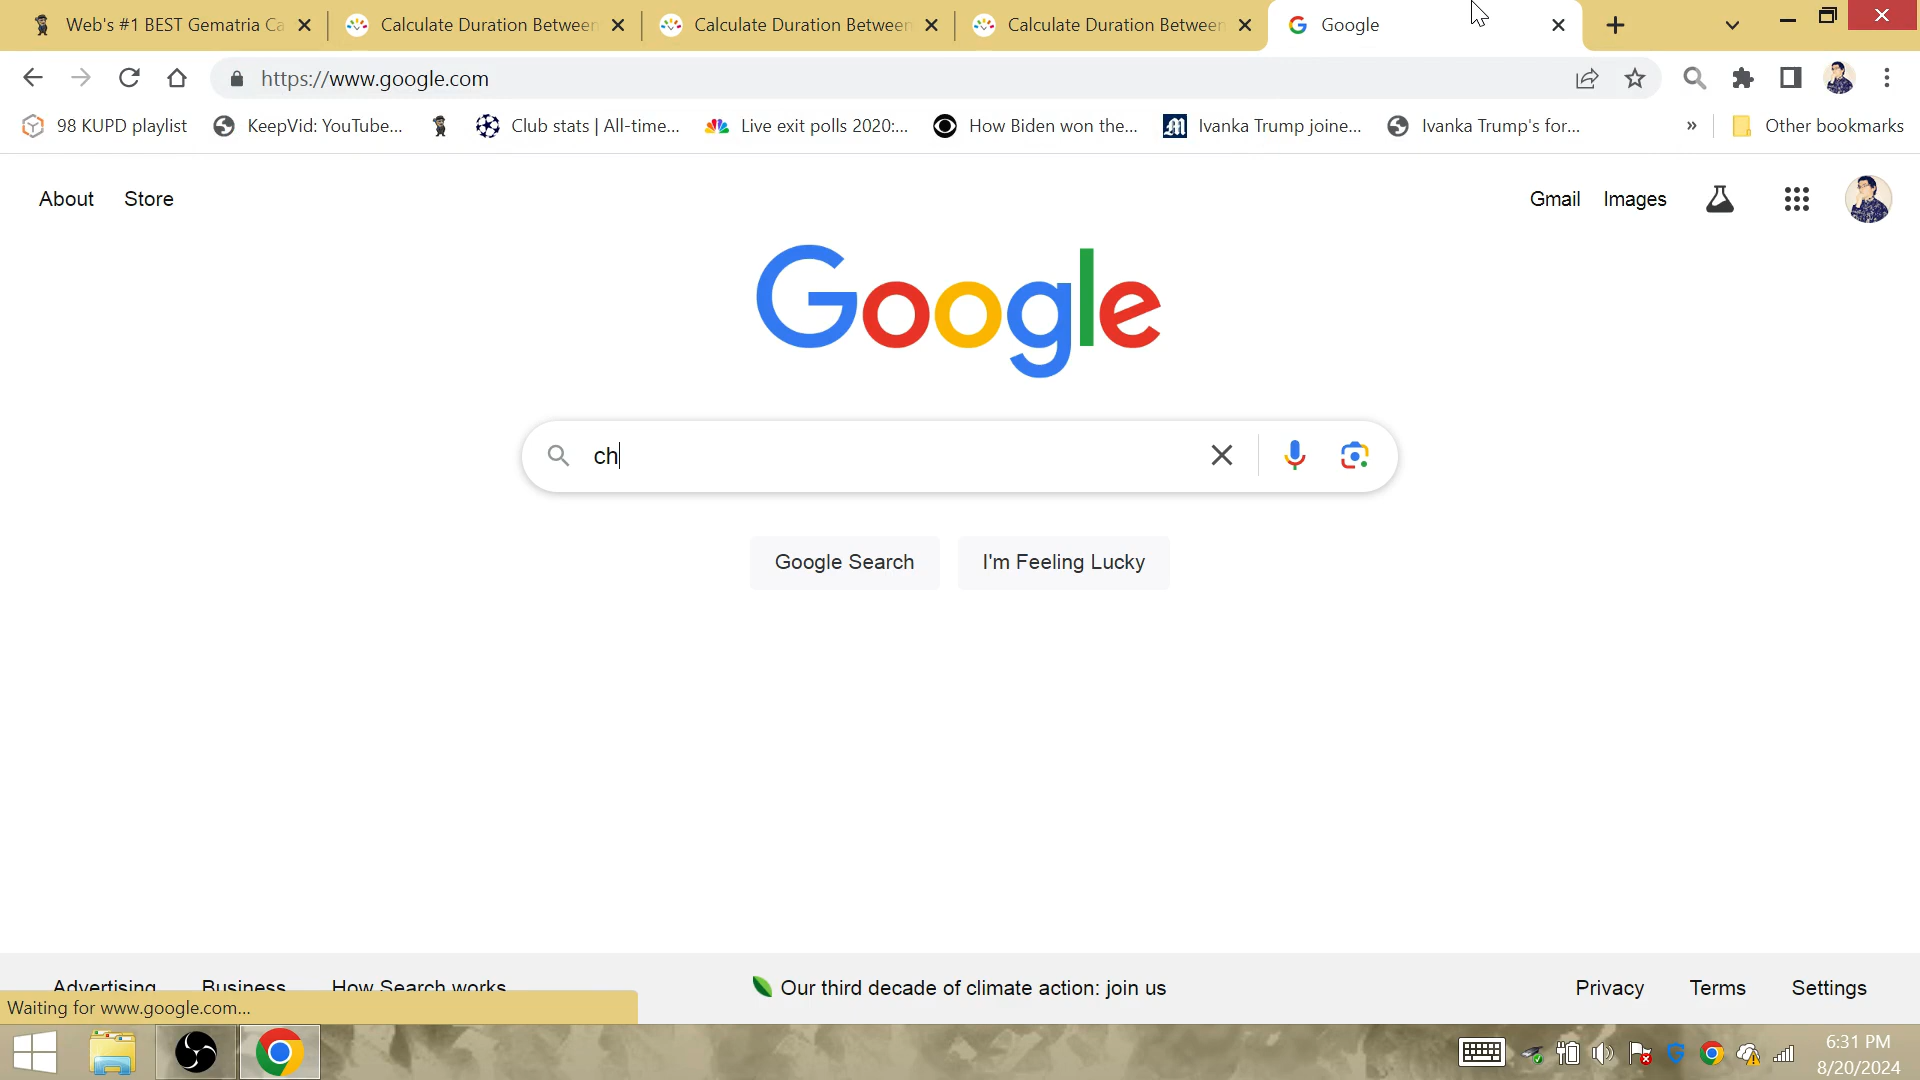 Web's #1 BEST Gematria Ca
Calculate Duration Between
Calculate Duration Between
Calculate Duration Between
Google
https://www.google.com
98 KUPD playlist
KeepVid: YouTube...
Club stats | All-time...
Live exit polls 2020:...
How Biden won the...
Ivanka Trump joine...
Ivanka Trump's for...
»
Other bookmarks
About
Store
Gmail
Images
Google
ch
Google Search
I'm Feeling Lucky
Advertising
Business
How Search works
Our third decade of climate action: join us
Privacy
Terms
Settings
Waiting for www.google.com...
6:31 PM
8/20/2024